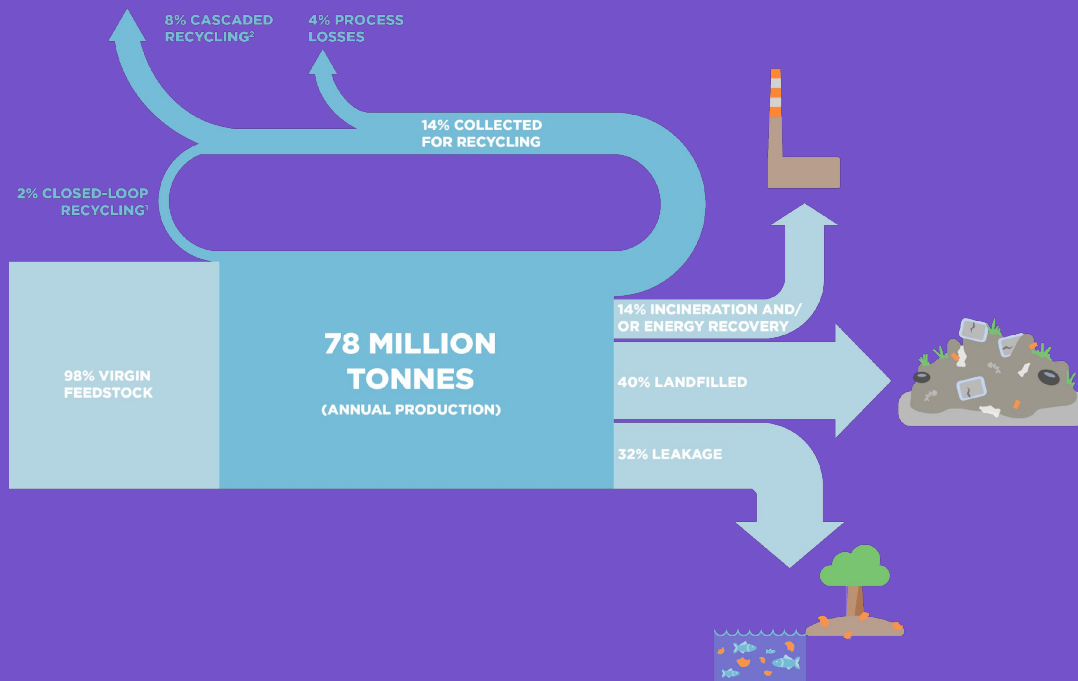 8% CASCADED
RECYCLING²
4% PROCESS
LOSSES
14% COLLECTED
FOR RECYCLING
2% CLOSED-LOOP
RECYCLING¹
98% VIRGIN
FEEDSTOCK
78 MILLION
TONNES
(ANNUAL PRODUCTION)
14% INCINERATION AND/
OR ENERGY RECOVERY
40% LANDFILLED
32% LEAKAGE